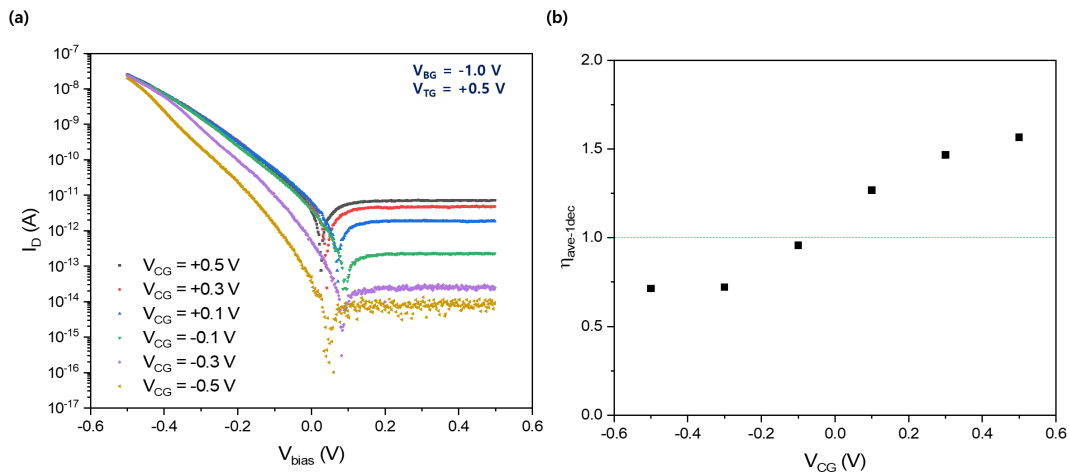 (a)
10⁻⁷
10⁻⁸
10⁻⁹
10⁻¹⁰
10⁻¹¹
10⁻¹²
10⁻¹³
10⁻¹⁴
10⁻¹⁵
10⁻¹⁶
10⁻¹⁷
I_D (A)
V_BG = -1.0 V
V_TG = +0.5 V
V_CG = +0.5 V
V_CG = +0.3 V
V_CG = +0.1 V
V_CG = -0.1 V
V_CG = -0.3 V
V_CG = -0.5 V
-0.6 -0.4 -0.2 0.0 0.2 0.4 0.6
V_bias (V)
(b)
2.0
1.5
1.0
0.5
0.0
η_ave-1dec
-0.6 -0.4 -0.2 0.0 0.2 0.4 0.6
V_CG (V)